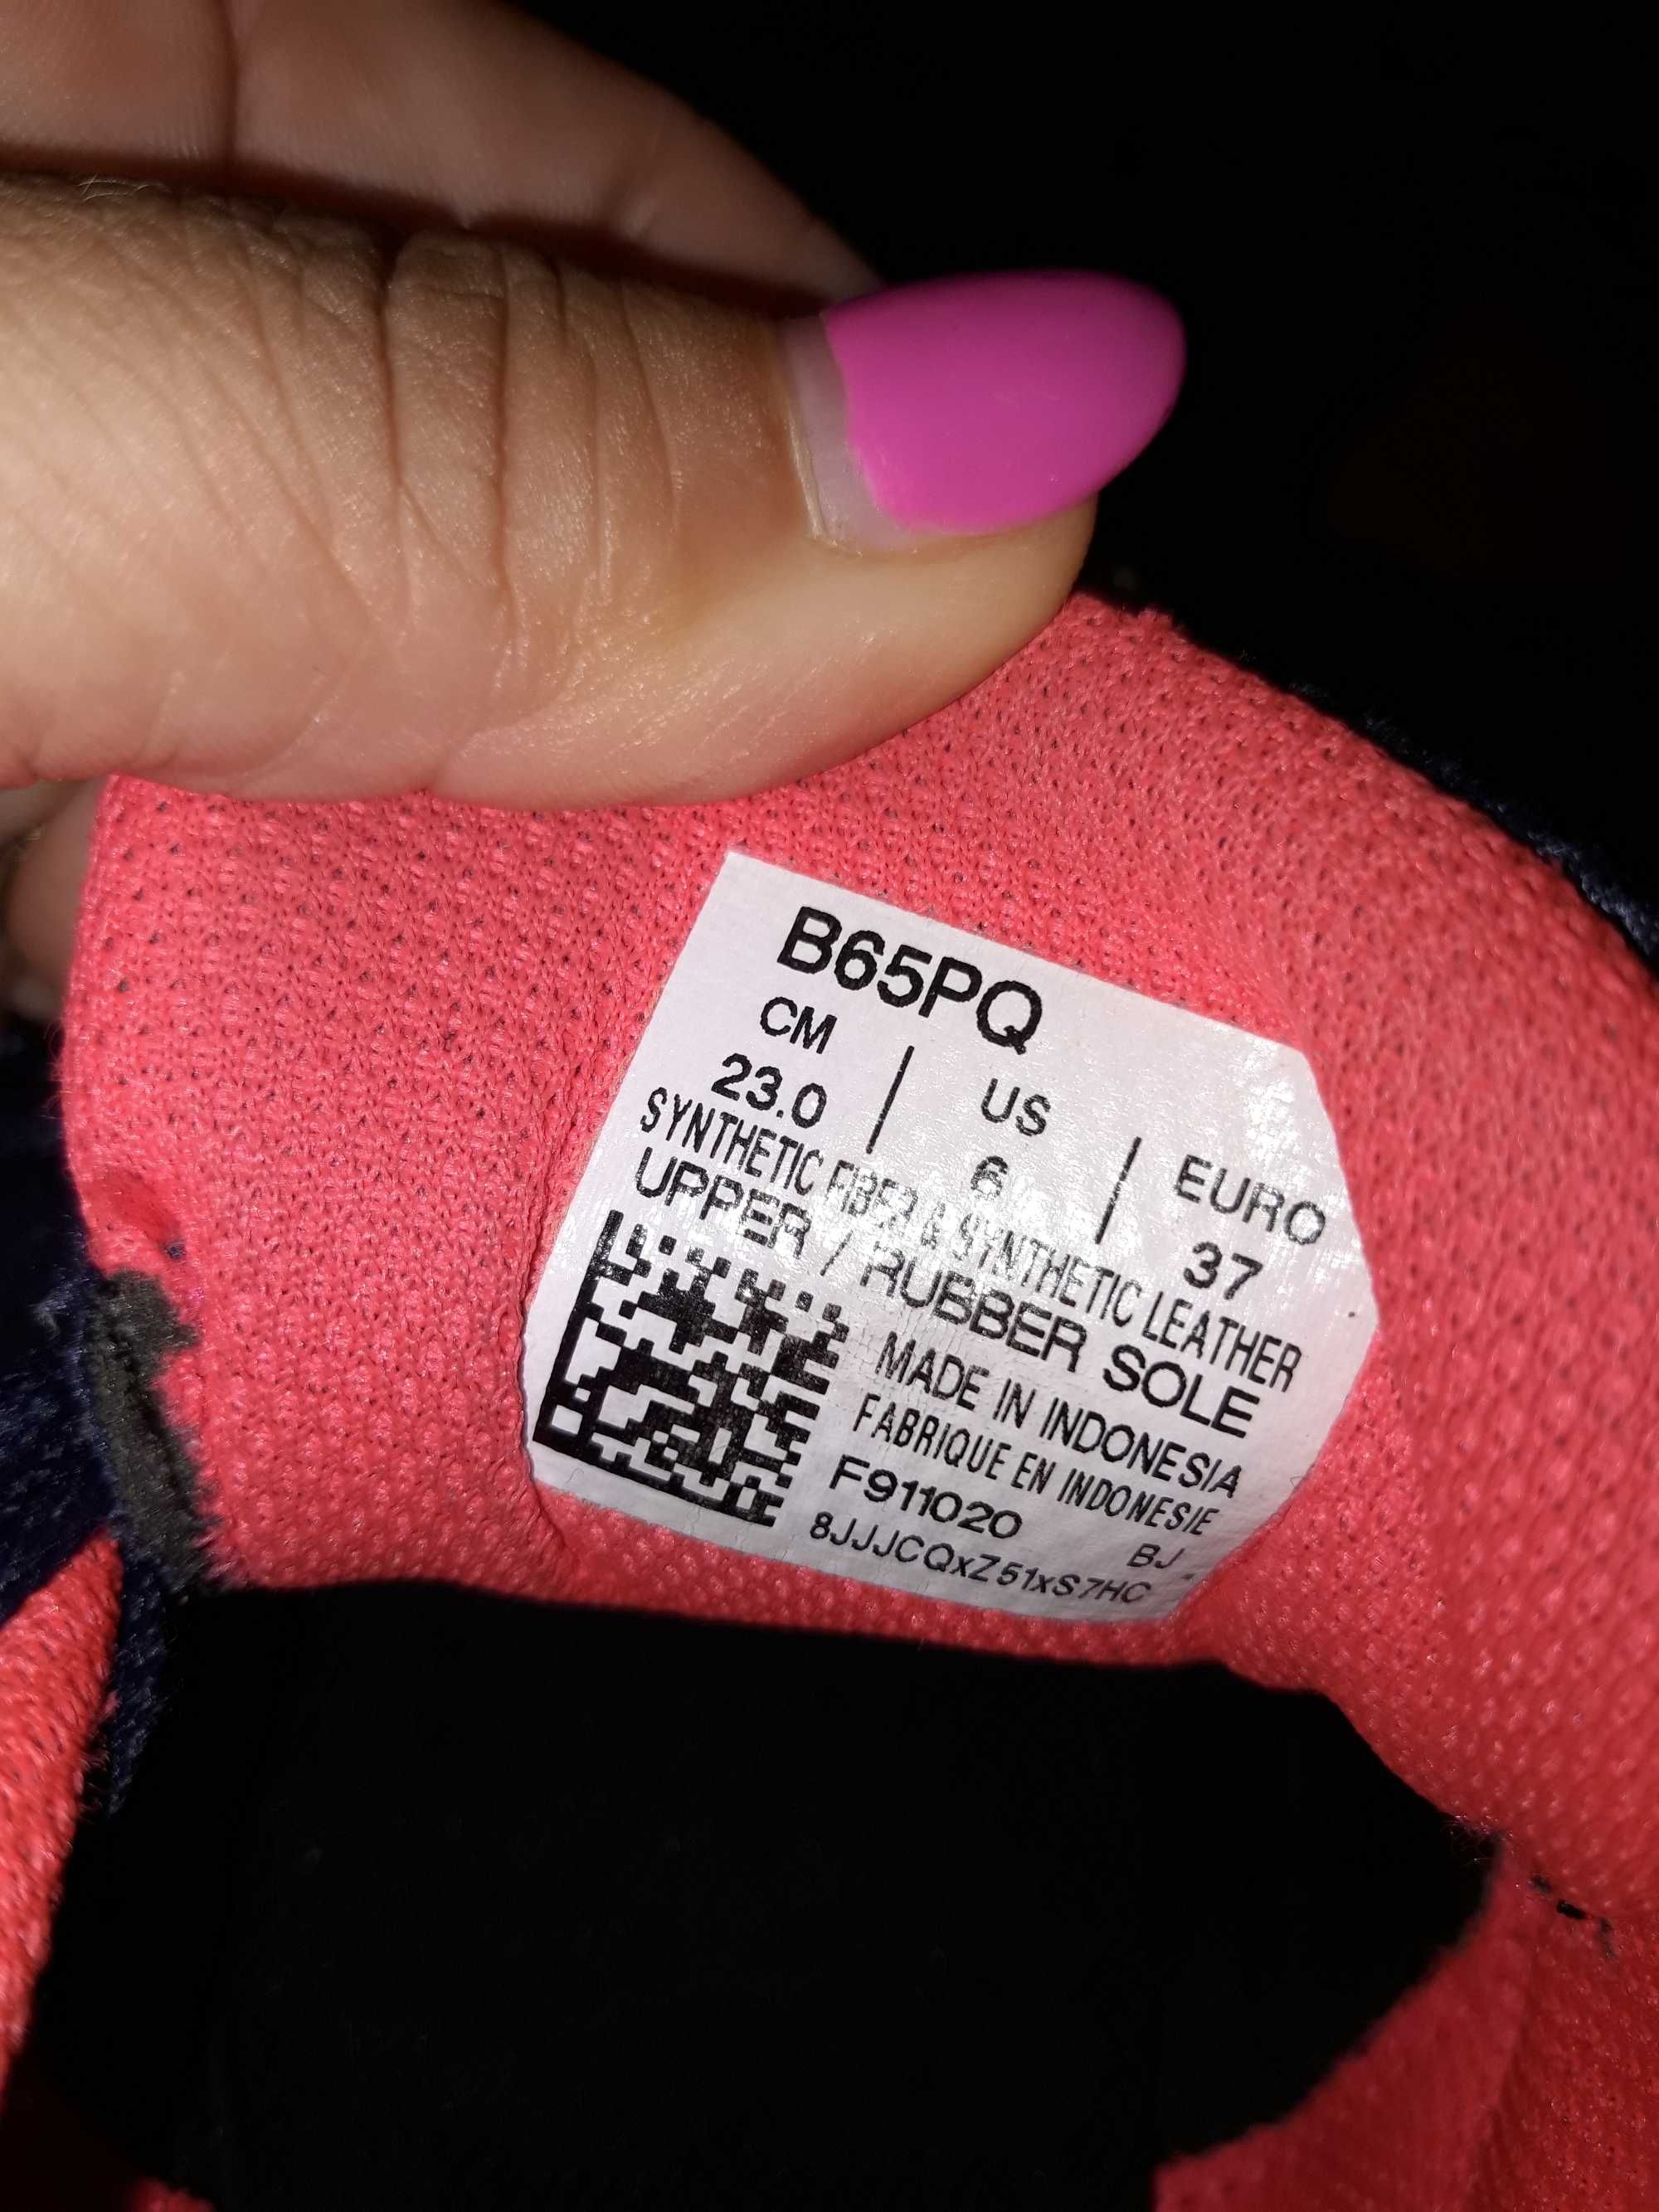 B65PQ
CM | US | EURO
23.0 6 37
SYNTHETIC FIBER & SYNTHETIC LEATHER
UPPER / RUBBER SOLE
MADE IN INDONESIA
FABRIQUE EN INDONESIE
F911020 BJ
8JJJCQxZ51xS7HC